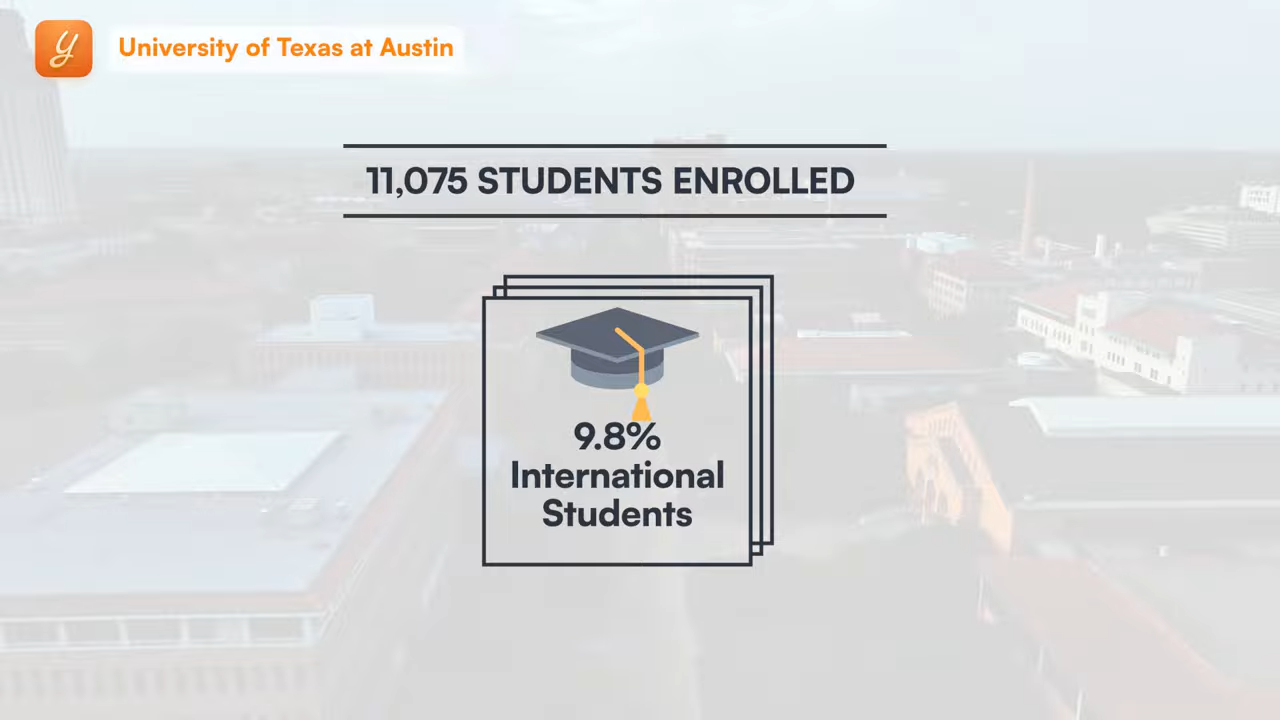 y
University of Texas at Austin
11,075 STUDENTS ENROLLED
9.8%
International
Students